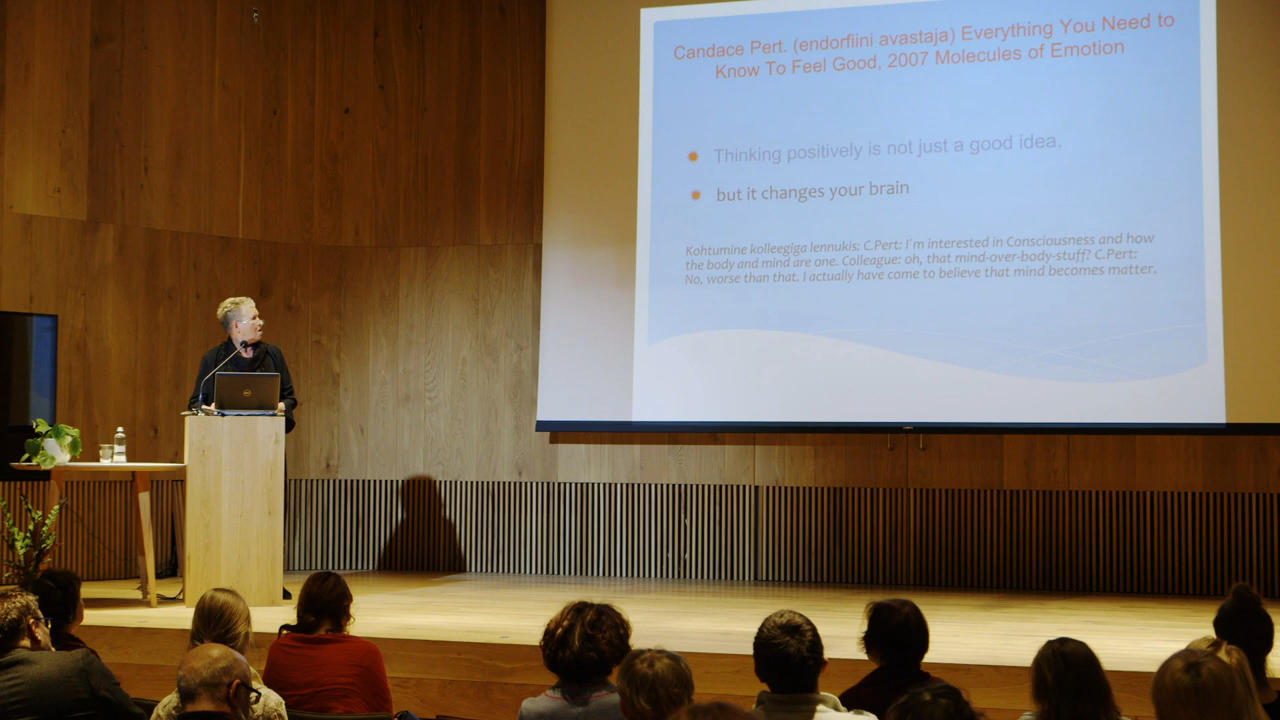 Candace Pert. (endorfiini avastaja) Everything You Need to
Know To Feel Good, 2007 Molecules of Emotion
Thinking positively is not just a good idea,
but it changes your brain
Kohtumine kolleegiga lennukis: C.Pert: I´m interested in Consciousness and how
the body and mind are one. Colleague: oh, that mind-over-body-stuff? C.Pert:
No, worse than that. I actually have come to believe that mind becomes matter.
DELL